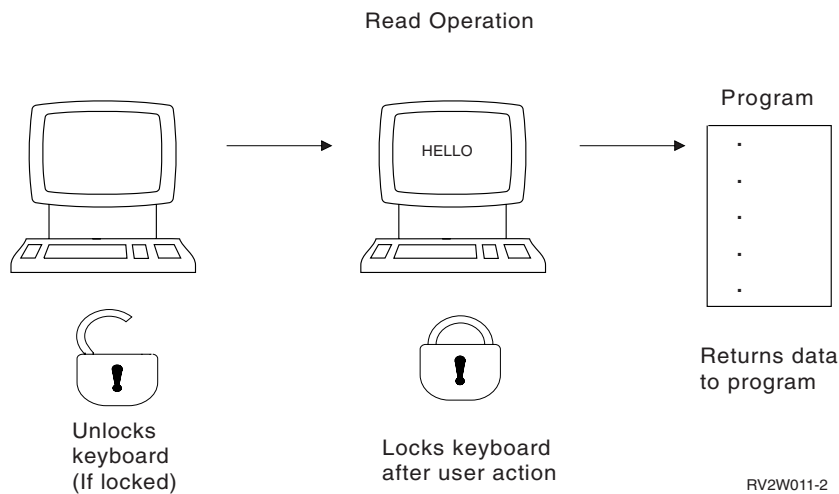 Read Operation
Program
HELLO
Unlocks
keyboard
(If locked)
Locks keyboard
after user action
Returns data
to program
RV2W011-2